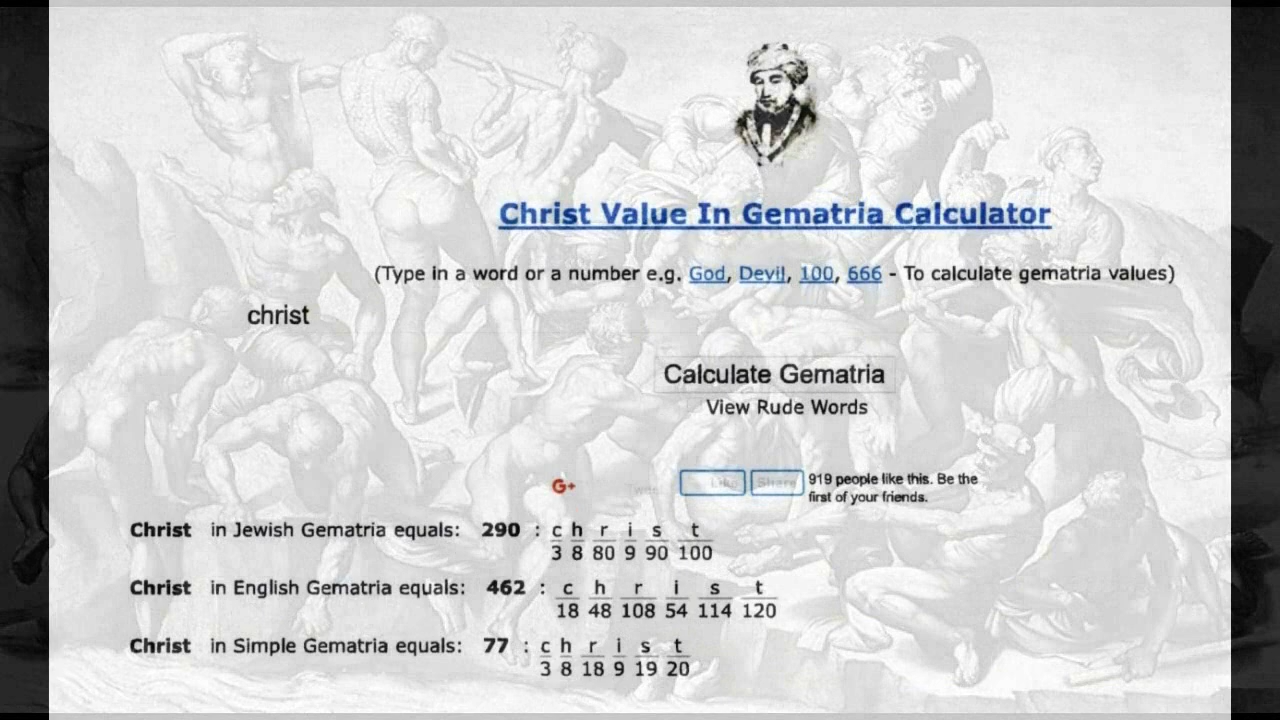 Christ Value In Gematria Calculator
(Type in a word or a number e.g. God, Devil, 100, 666 - To calculate gematria values)
christ
Calculate Gematria
View Rude Words
G+ Tweet Like Share 919 people like this. Be the
first of your friends.
Christ in Jewish Gematria equals: 290 : c h r i s t
3 8 80 9 90 100
Christ in English Gematria equals: 462 : c h r i s t
18 48 108 54 114 120
Christ in Simple Gematria equals: 77 : c h r i s t
3 8 18 9 19 20